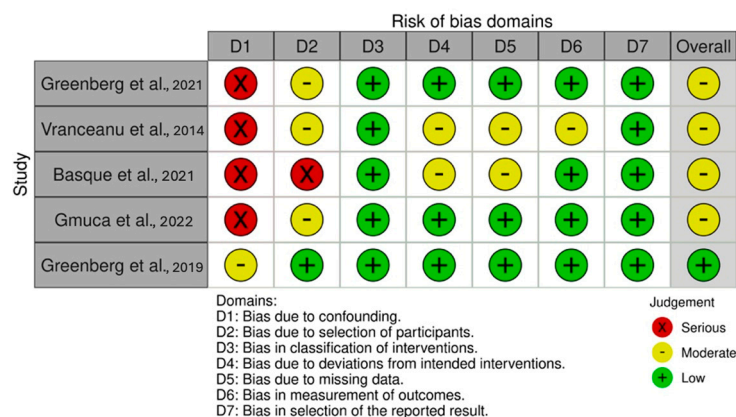 Risk of bias domains
D1 D2 D3 D4 D5 D6 D7 Overall
Study
Greenberg et al., 2021 X - + + + + + -
Vranceanu et al., 2014 X - + - - - + -
Basque et al., 2021 X X + - - + + -
Gmuca et al., 2022 X - + + + + + -
Greenberg et al., 2019 - + + + + + + +
Domains:
D1: Bias due to confounding.
D2: Bias due to selection of participants.
D3: Bias in classification of interventions.
D4: Bias due to deviations from intended interventions.
D5: Bias due to missing data.
D6: Bias in measurement of outcomes.
D7: Bias in selection of the reported result.
Judgement
X Serious
- Moderate
+ Low